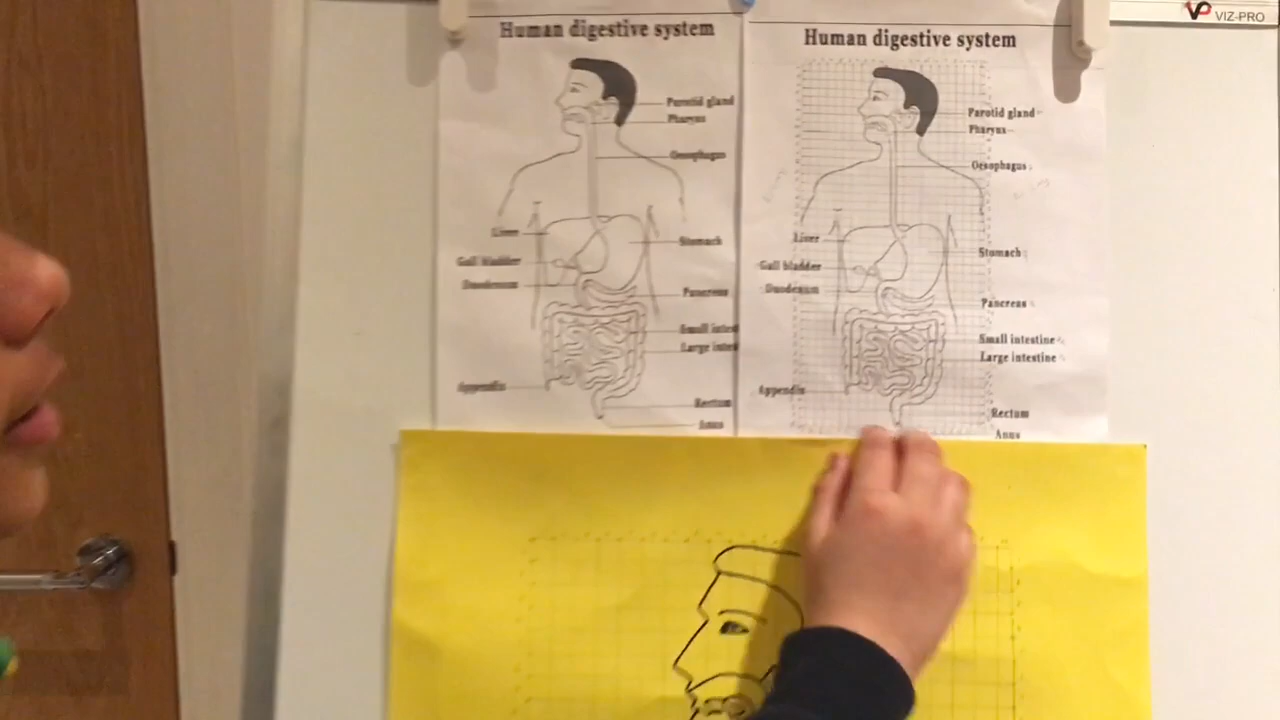 VIZ-PRO
Human digestive system
Parotid gland
Pharynx
Oesophagus
Liver
Stomach
Gall bladder
Duodenum
Pancreas
Small intes
Large intes
Appendix
Rectum
Anus
Human digestive system
Parotid gland
Pharynx
Oesophagus
Liver
Stomach
Gall bladder
Duodenum
Pancreas
Small intestine
Large intestine
Appendix
Rectum
Anus